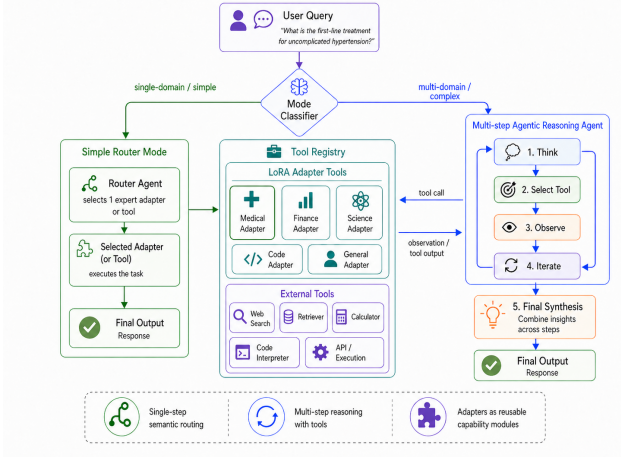 User Query
"What is the first-line treatment
for uncomplicated hypertension?"
single-domain / simple
multi-domain /
complex
Mode
Classifier
Simple Router Mode
Router Agent
selects 1 expert adapter
or tool
Selected Adapter
(or Tool)
executes the task
Final Output
Response
Tool Registry
LoRA Adapter Tools
Medical
Adapter
Finance
Adapter
Science
Adapter
Code
Adapter
General
Adapter
External Tools
Web
Search
Retriever
Calculator
Code
Interpreter
API /
Execution
tool call
observation /
tool output
Multi-step Agentic Reasoning Agent
1. Think
2. Select Tool
3. Observe
4. Iterate
5. Final Synthesis
Combine insights
across steps
Final Output
Response
Single-step
semantic routing
Multi-step reasoning
with tools
Adapters as reusable
capability modules